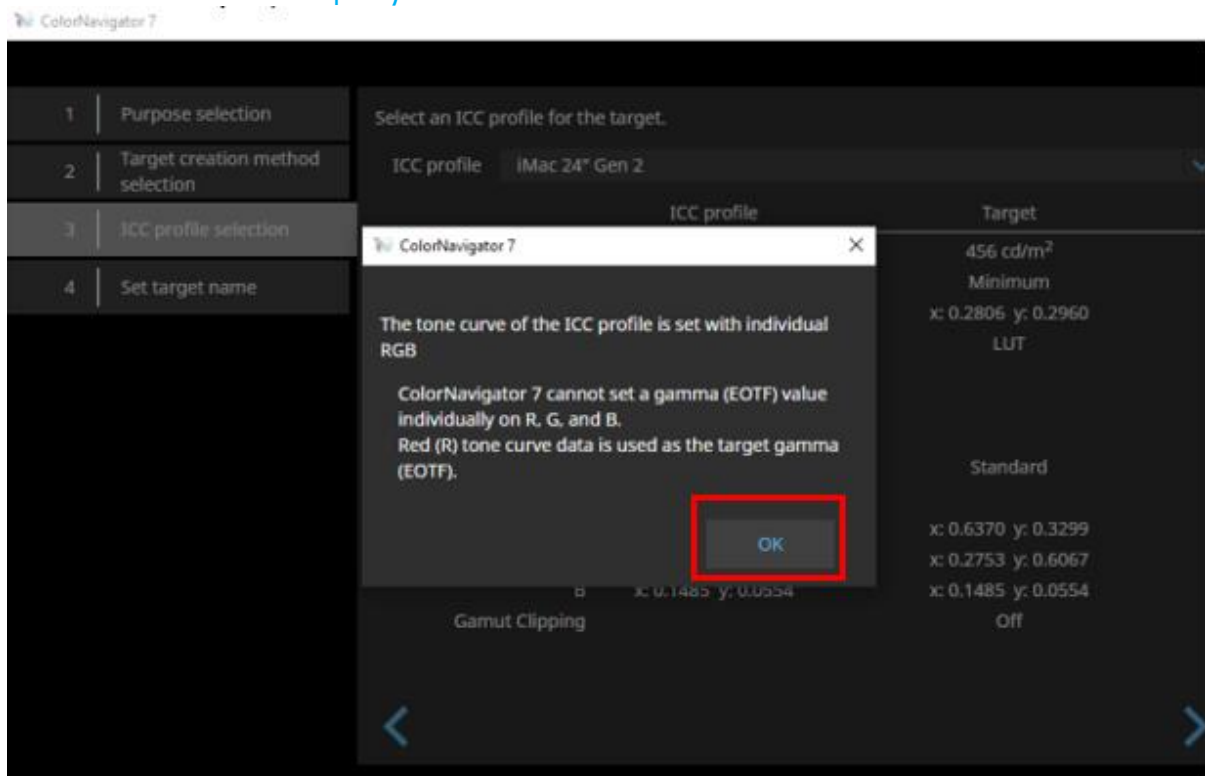 ColorNavigator 7
1 Purpose selection
2 Target creation method
selection
3 ICC profile selection
4 Set target name
Select an ICC profile for the target.
ICC profile iMac 24" Gen 2
ICC profile Target
456 cd/m²
Minimum
x: 0.2806 y: 0.2960
LUT
Standard
x: 0.6370 y: 0.3299
x: 0.2753 y: 0.6067
B x: 0.1485 y: 0.0554 x: 0.1485 y: 0.0554
Gamut Clipping Off
ColorNavigator 7
The tone curve of the ICC profile is set with individual
RGB
ColorNavigator 7 cannot set a gamma (EOTF) value
individually on R, G, and B.
Red (R) tone curve data is used as the target gamma
(EOTF).
OK